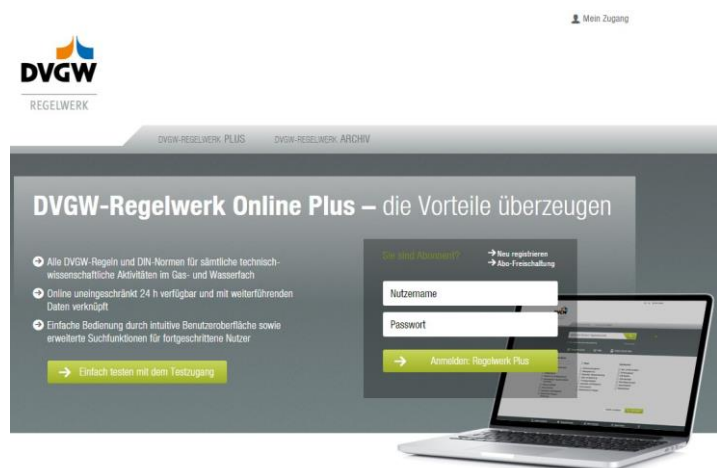 Mein Zugang
DVGW
REGELWERK
DVGW-REGELWERK PLUS
DVGW-REGELWERK ARCHIV
DVGW-Regelwerk Online Plus – die Vorteile überzeugen
Alle DVGW-Regeln und DIN-Normen für sämtliche technisch-
wissenschaftliche Aktivitäten im Gas- und Wasserfach
Online uneingeschränkt 24 h verfügbar und mit weiterführenden
Daten verknüpft
Einfache Bedienung durch intuitive Benutzeroberfläche sowie
erweiterte Suchfunktionen für fortgeschrittene Nutzer
Einfach testen mit dem Testzugang
Sie sind Abonnent?
Neu registrieren
Abo-Freischaltung
Nutzername
Passwort
Anmelden: Regelwerk Plus